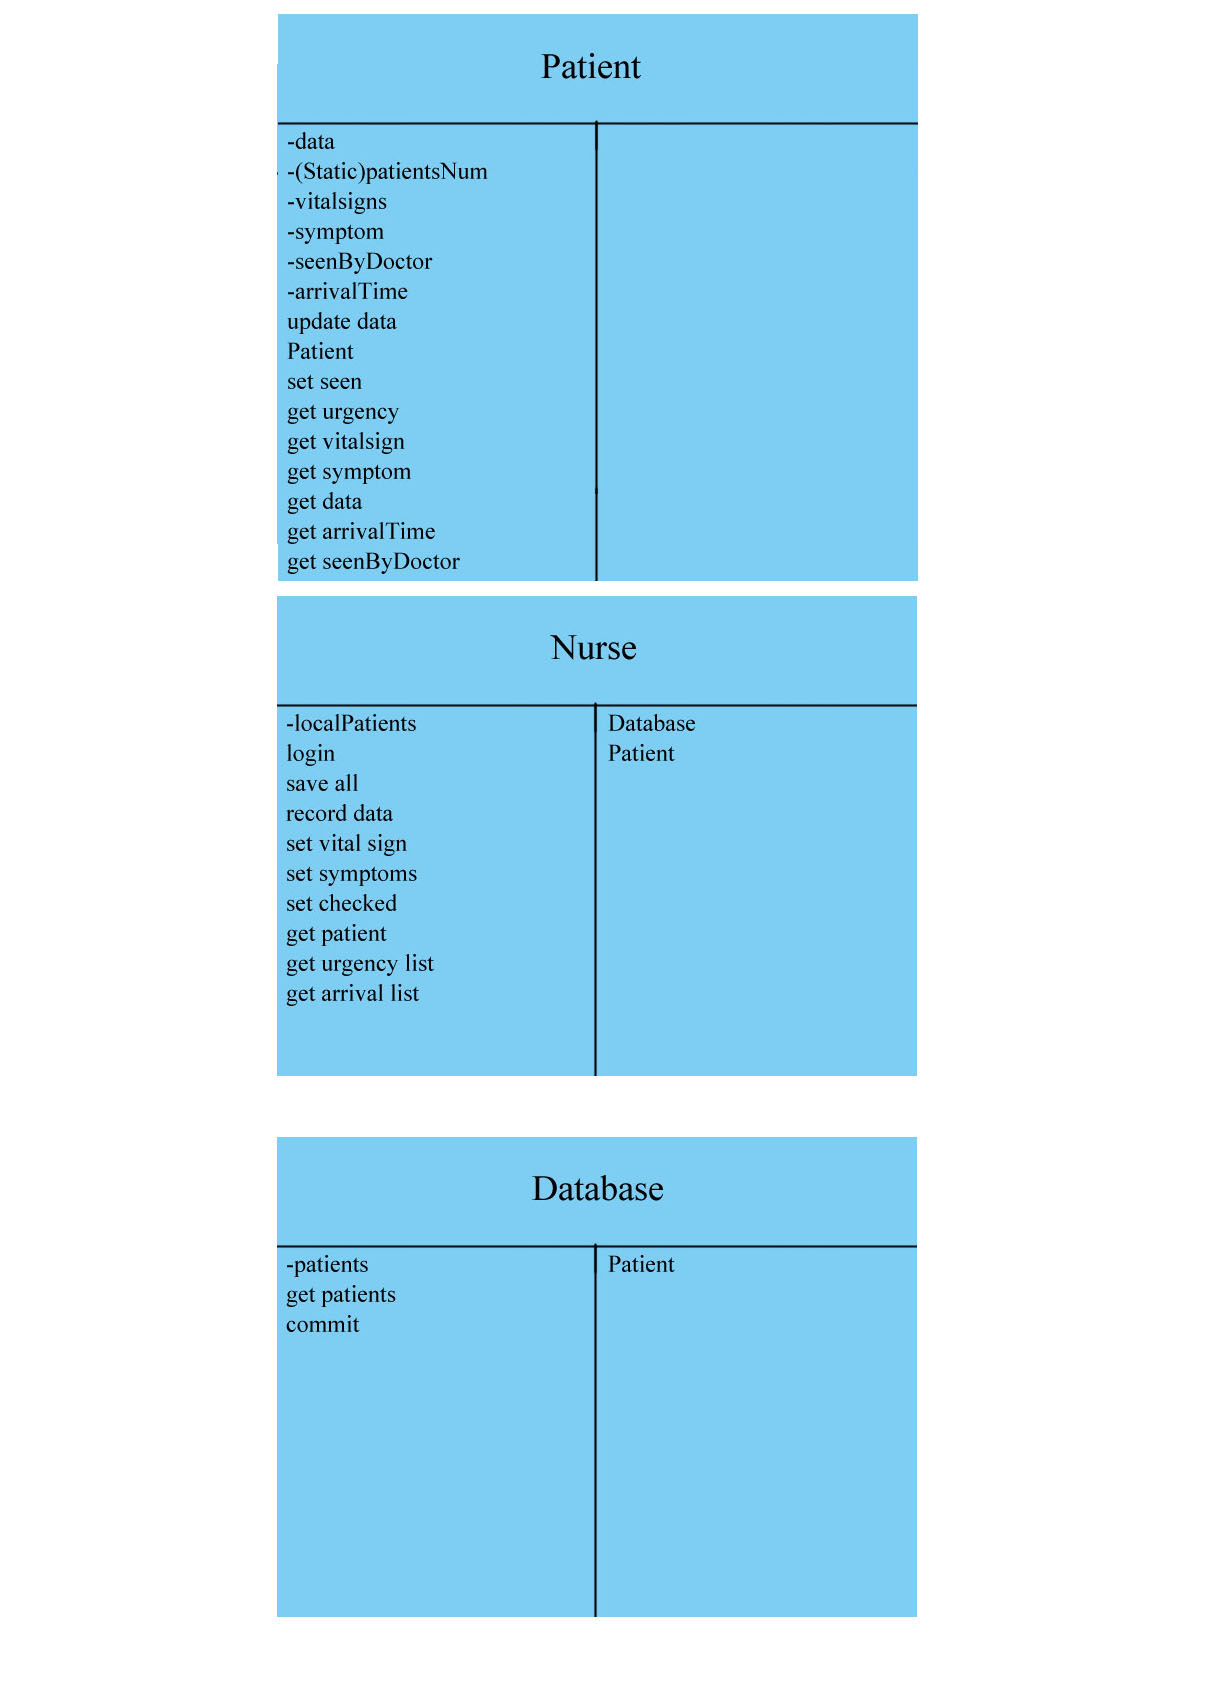 Patient
-data
-(Static)patientsNum
-vitalsigns
-symptom
-seenByDoctor
-arrivalTime
update data
Patient
set seen
get urgency
get vitalsign
get symptom
get data
get arrivalTime
get seenByDoctor
Nurse
-localPatients
login
save all
record data
set vital sign
set symptoms
set checked
get patient
get urgency list
get arrival list
Database
Patient
Database
-patients
get patients
commit
Patient